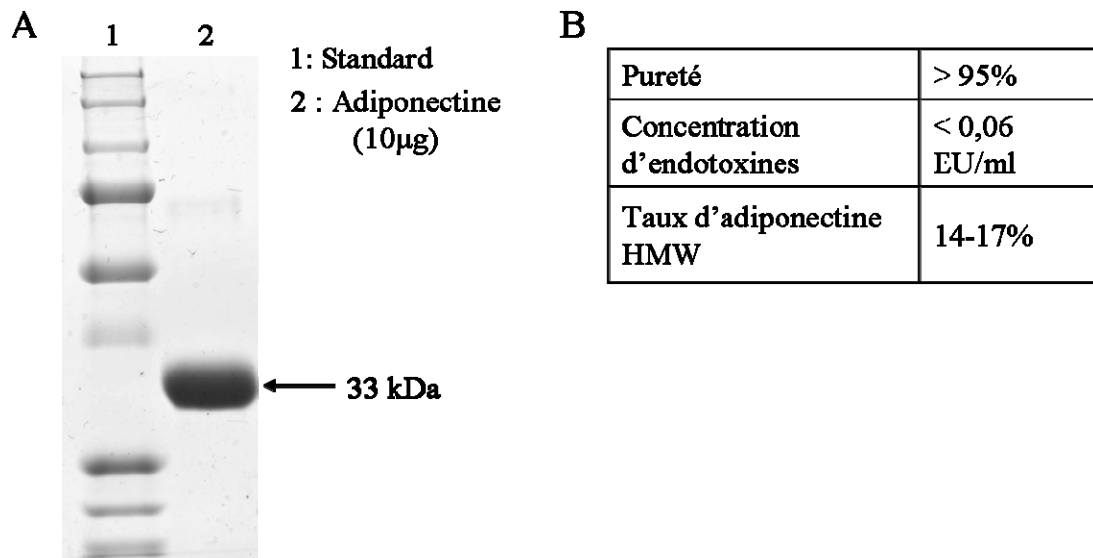 A
1 2
1: Standard
2 : Adiponectine
(10µg)
33 kDa
B
Pureté > 95%
Concentration < 0,06
d’endotoxines EU/ml
Taux d’adiponectine
HMW 14-17%